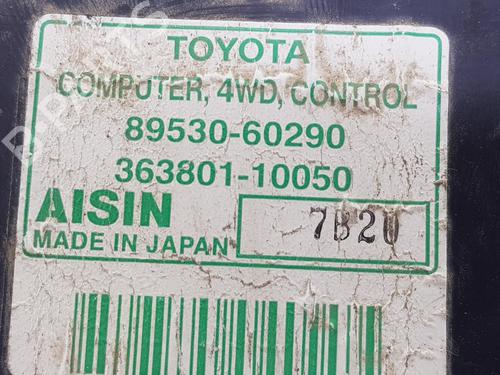 TOYOTA
COMPUTER, 4WD, CONTROL
89530-60290
363801-10050
AISIN
MADE IN JAPAN
7B20